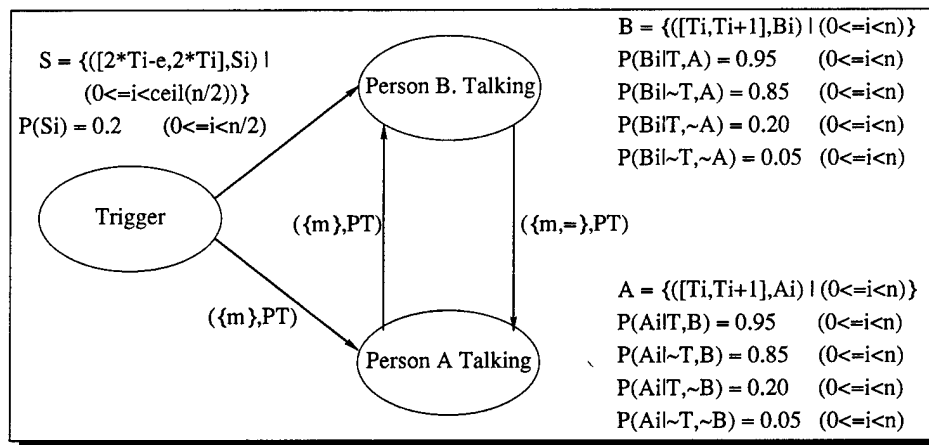 S = {([2*Ti-e,2*Ti],Si) |
(0<=i<ceil(n/2))}
P(Si) = 0.2 (0<=i<n/2)
Person B. Talking
B = {([Ti,Ti+1],Bi) | (0<=i<n)}
P(Bi|T,A) = 0.95 (0<=i<n)
P(Bi|~T,A) = 0.85 (0<=i<n)
P(Bi|T,~A) = 0.20 (0<=i<n)
P(Bi|~T,~A) = 0.05 (0<=i<n)
Trigger
({m},PT)
({m,=},PT)
({m},PT)
Person A Talking
A = {([Ti,Ti+1],Ai) | (0<=i<n)}
P(Ai|T,B) = 0.95 (0<=i<n)
P(Ai|~T,B) = 0.85 (0<=i<n)
P(Ai|T,~B) = 0.20 (0<=i<n)
P(Ai|~T,~B) = 0.05 (0<=i<n)